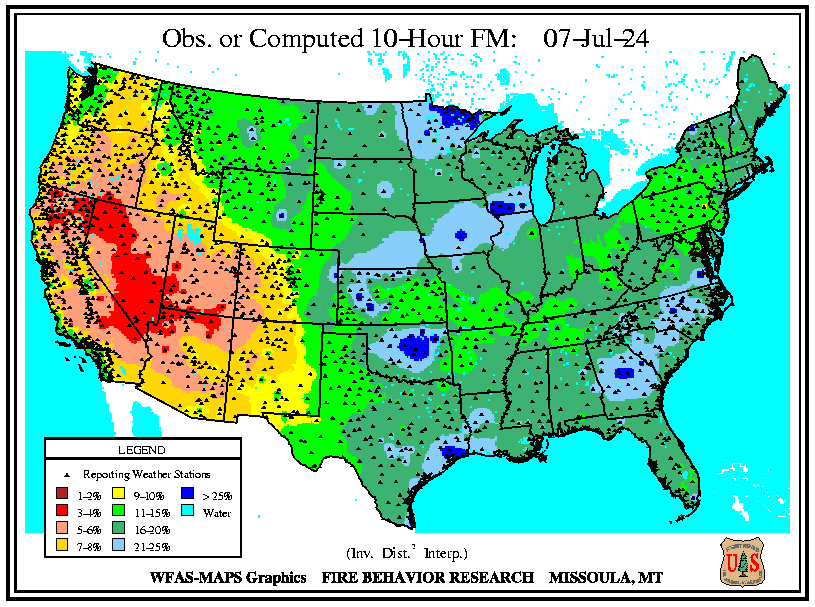 Obs. or Computed 10-Hour FM: 07-Jul-24
LEGEND
Reporting Weather Stations
1-2% 9-10% > 25%
3-4% 11-15% Water
5-6% 16-20%
7-8% 21-25%
(Inv. Dist.² Interp.)
WFAS-MAPS Graphics FIRE BEHAVIOR RESEARCH MISSOULA, MT
U S